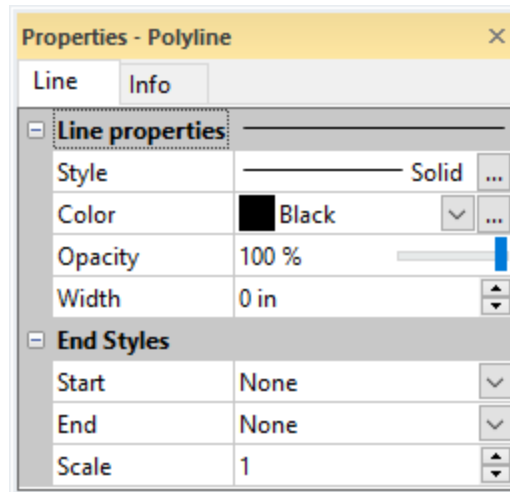 Properties - Polyline
Line Info
Line properties
Style Solid ...
Color Black ...
Opacity 100 %
Width 0 in
End Styles
Start None
End None
Scale 1